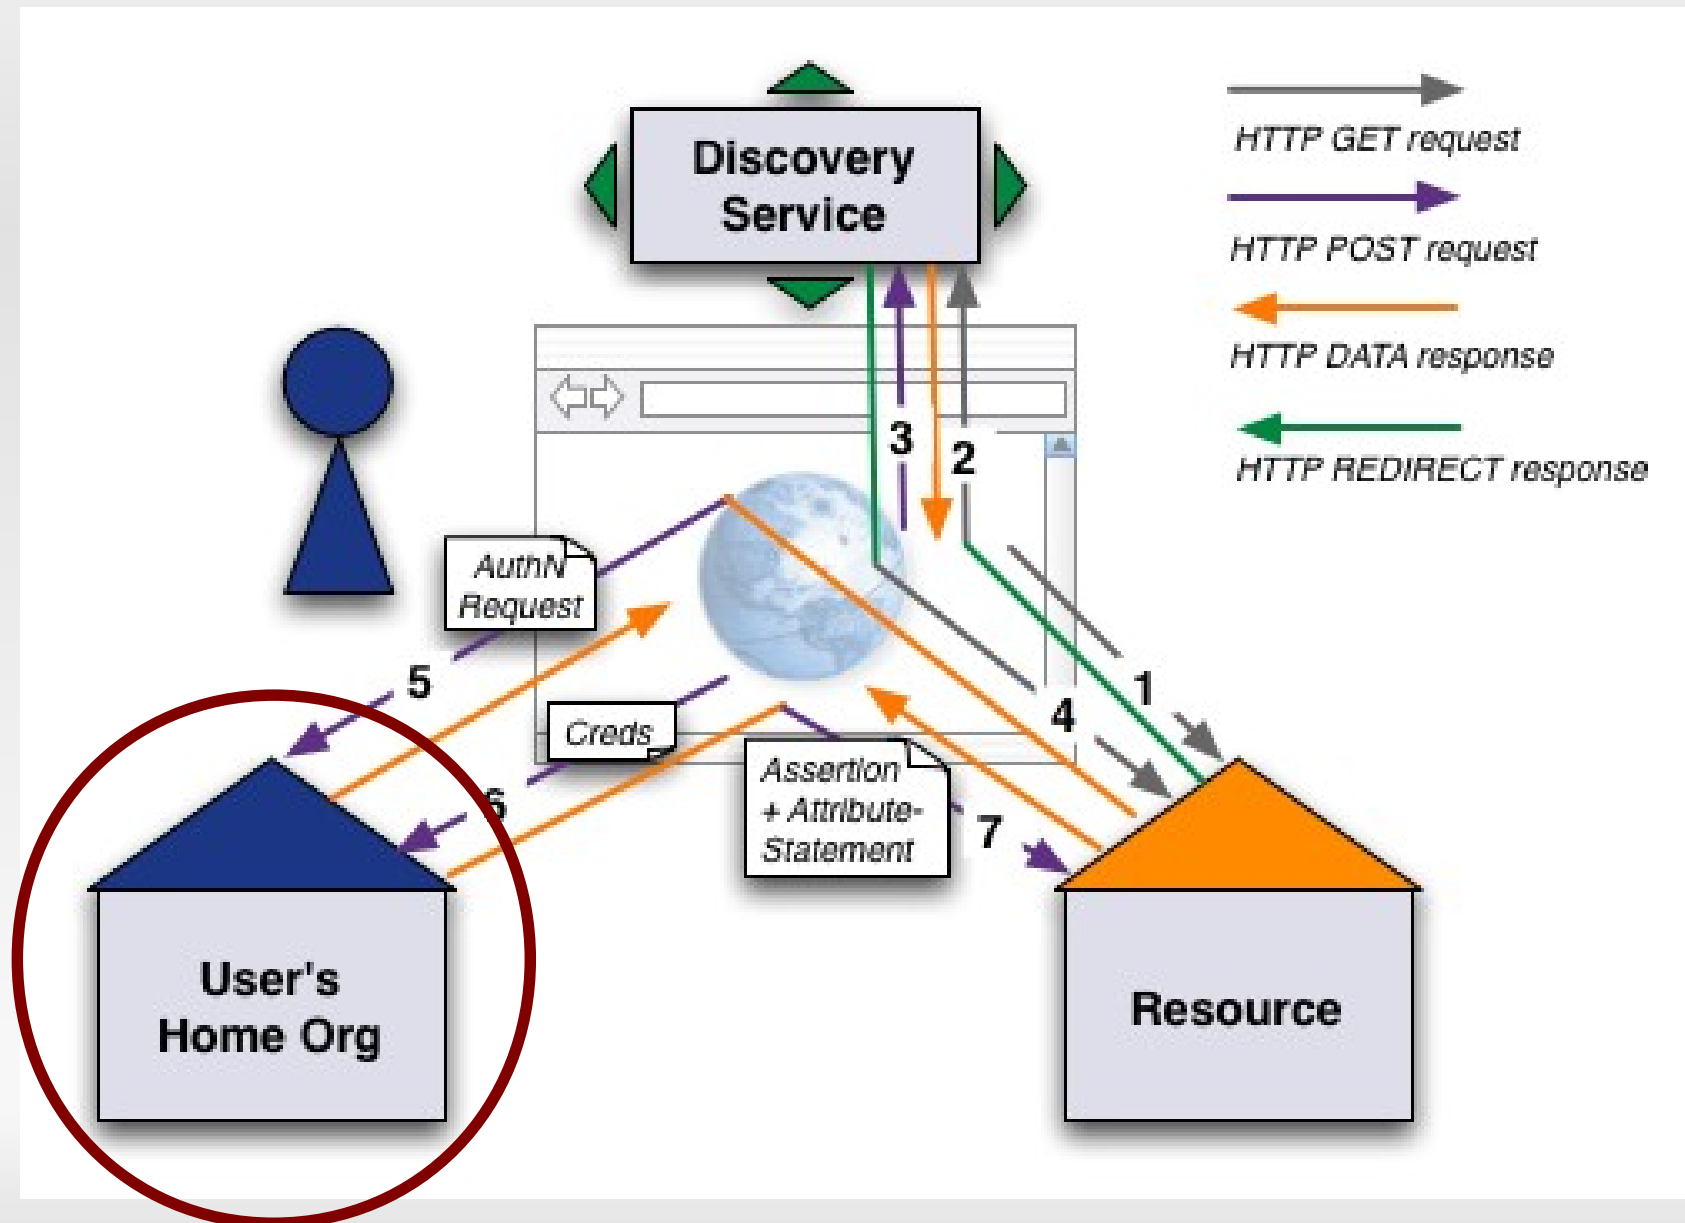 Discovery
Service
HTTP GET request
HTTP POST request
HTTP DATA response
HTTP REDIRECT response
3
2
AuthN
Request
5
1
4
Creds
6
Assertion
+ Attribute-
Statement
7
User's
Home Org
Resource